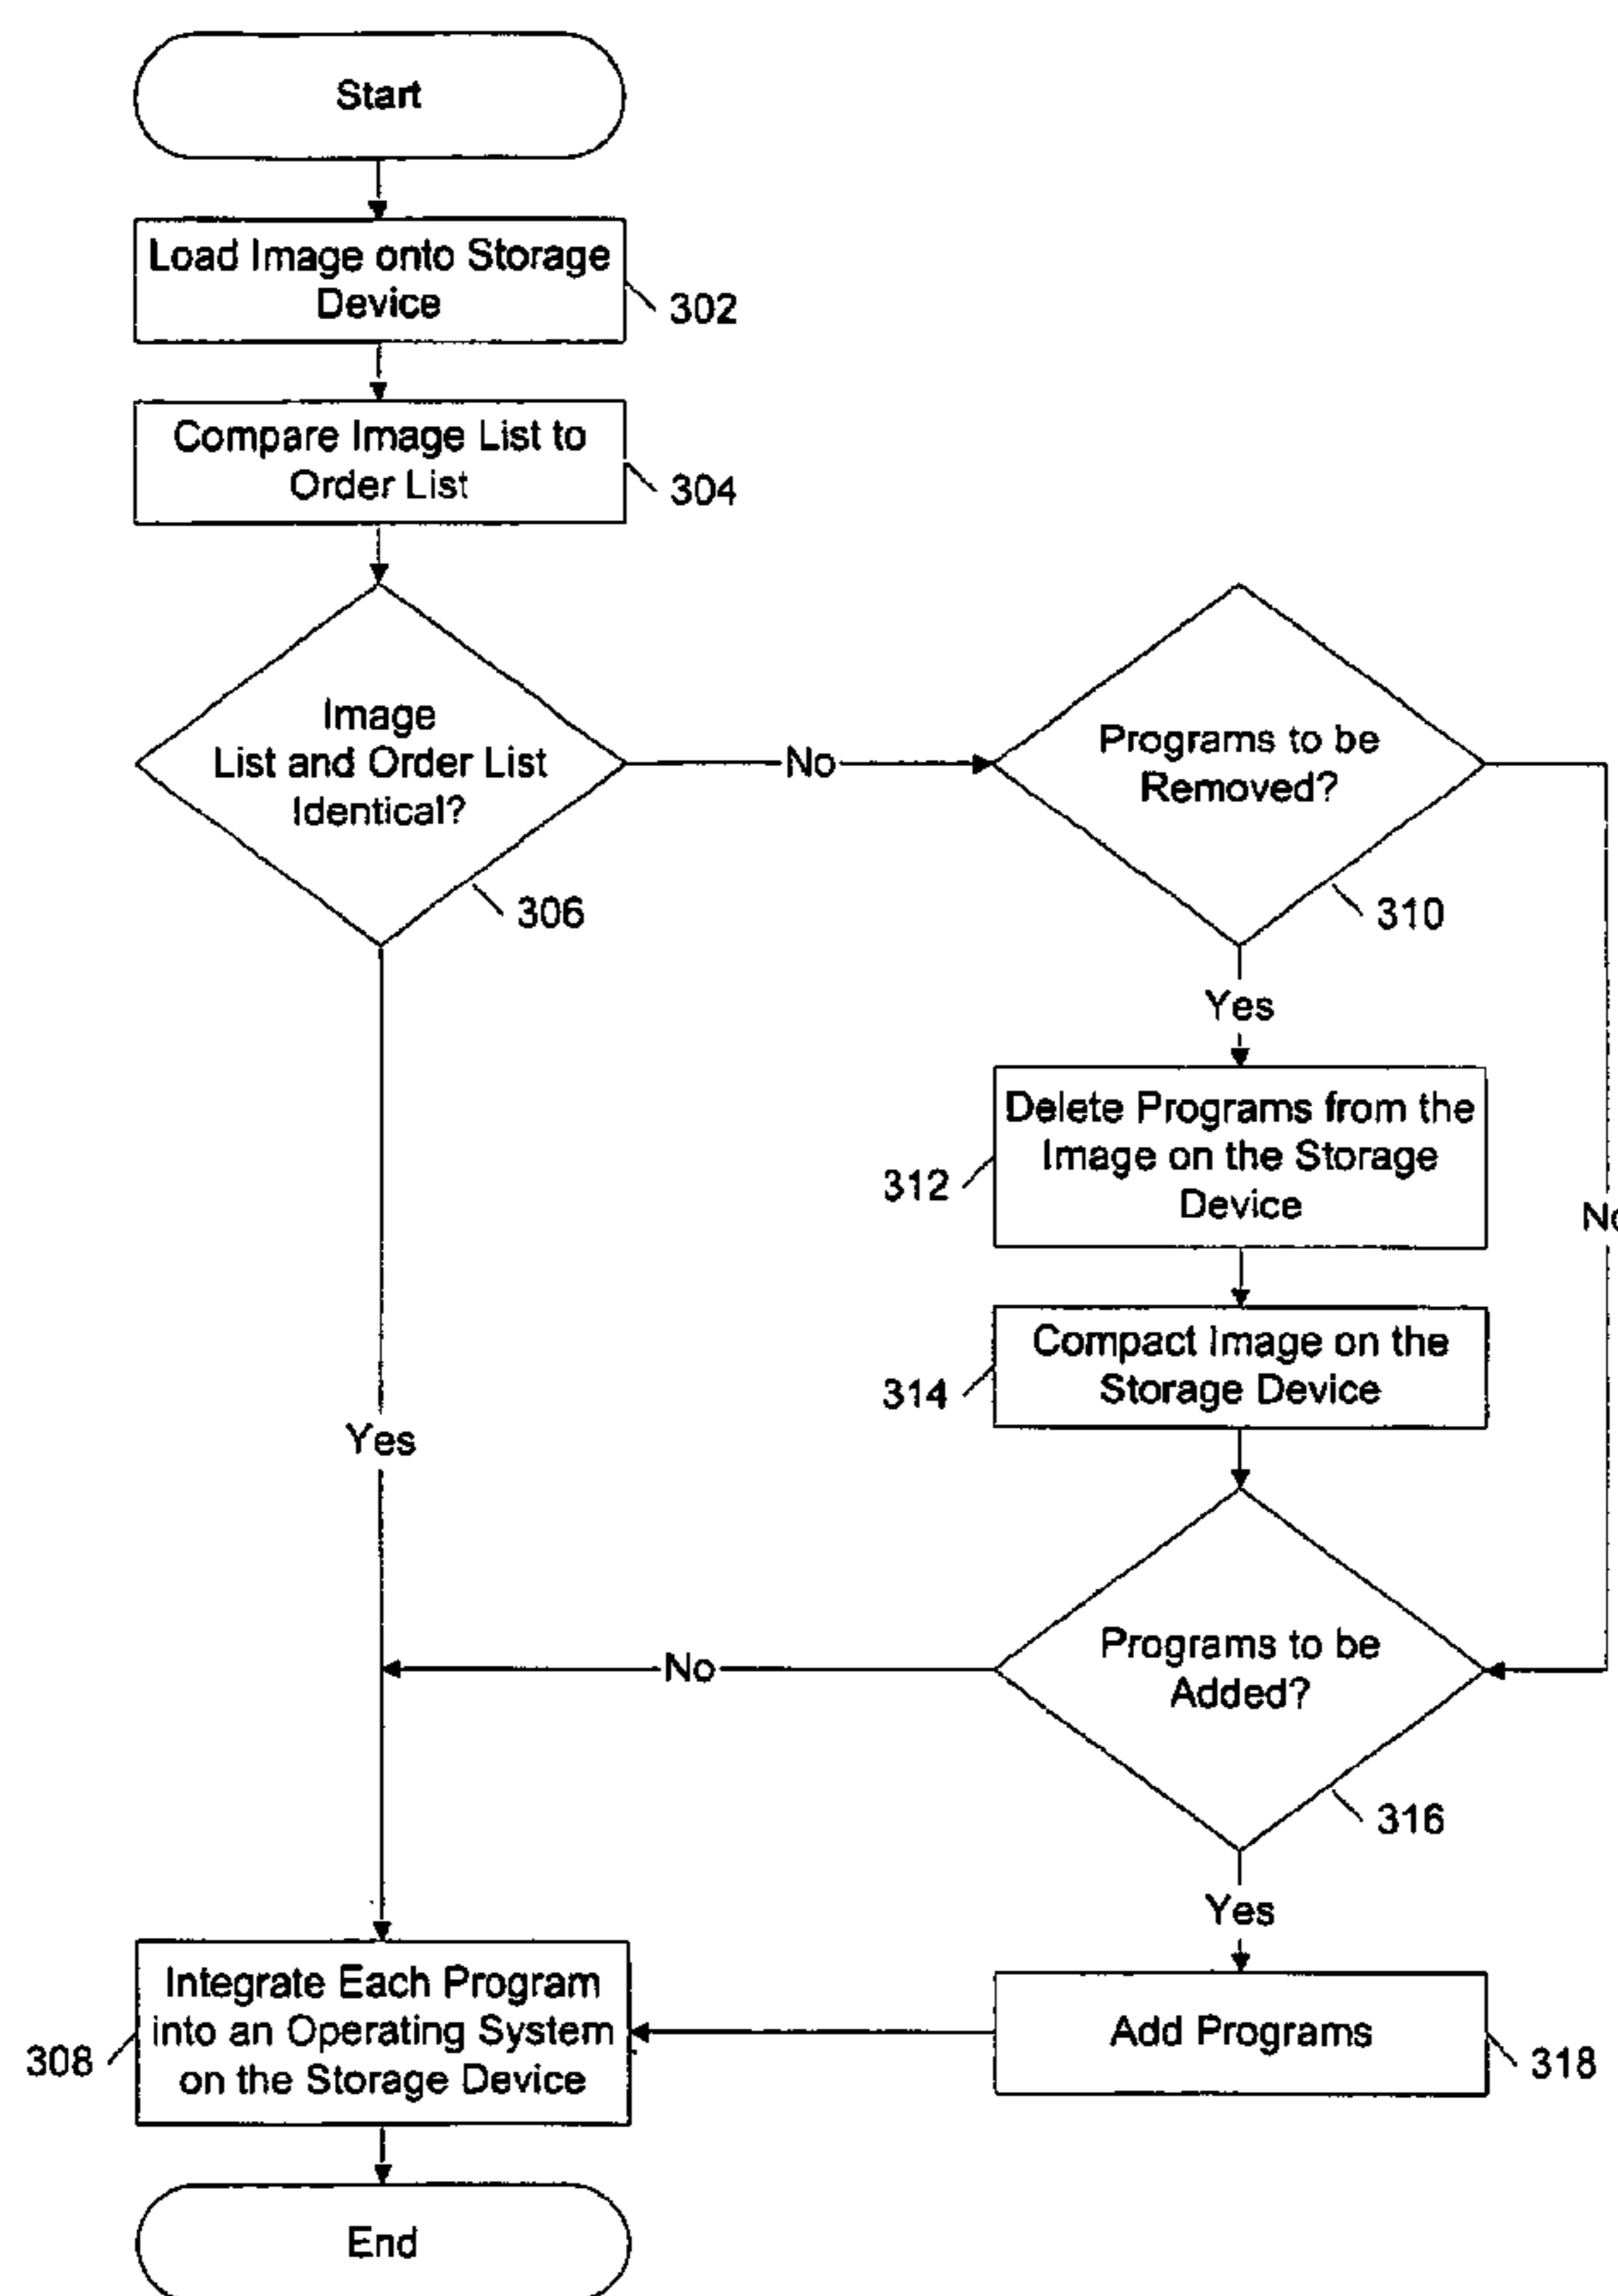 Start
Load Image onto Storage
Device
302
Compare Image List to
Order List
304
Image
List and Order List
Identical?
306
No
Programs to be
Removed?
310
Yes
Delete Programs from the
Image on the Storage
Device
312
No
Compact Image on the
Storage Device
314
Yes
Programs to be
Added?
316
No
Yes
Integrate Each Program
into an Operating System
on the Storage Device
308
Add Programs
318
End